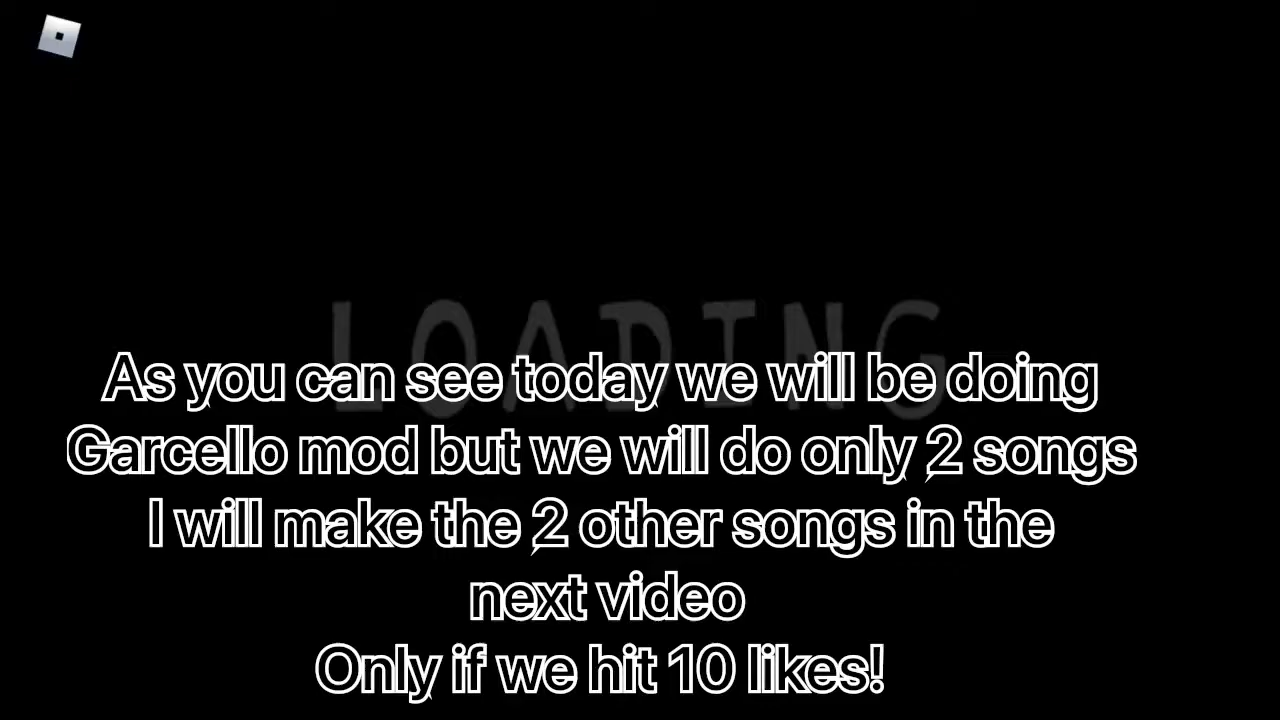 LOADING
As you can see today we will be doing
Garcello mod but we will do only 2 songs
I will make the 2 other songs in the
next video
Only if we hit 10 likes!